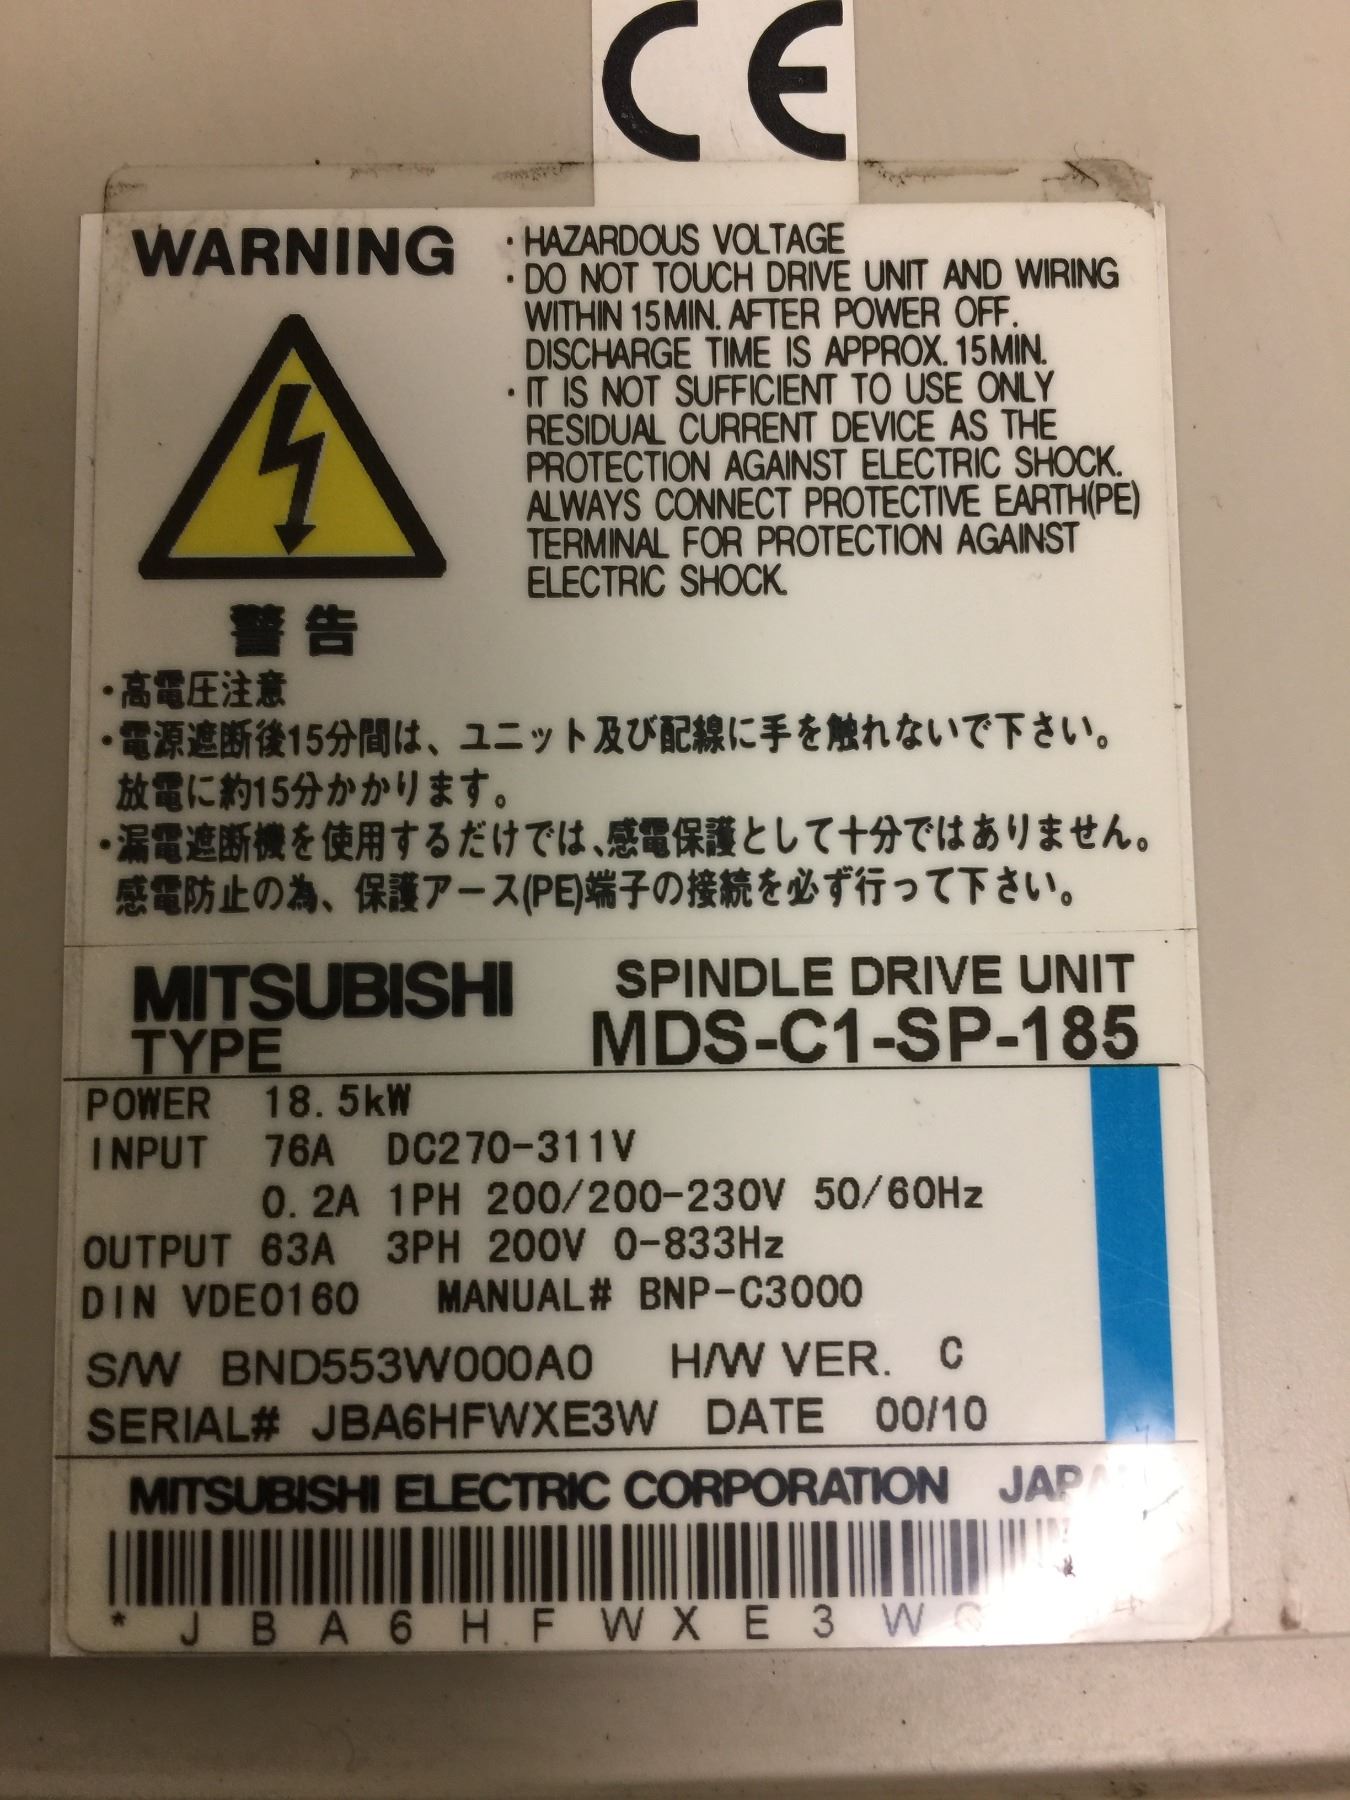 CE
WARNING
・HAZARDOUS VOLTAGE
・DO NOT TOUCH DRIVE UNIT AND WIRING
WITHIN 15MIN. AFTER POWER OFF.
DISCHARGE TIME IS APPROX. 15MIN.
・IT IS NOT SUFFICIENT TO USE ONLY
RESIDUAL CURRENT DEVICE AS THE
PROTECTION AGAINST ELECTRIC SHOCK.
ALWAYS CONNECT PROTECTIVE EARTH(PE)
TERMINAL FOR PROTECTION AGAINST
ELECTRIC SHOCK.
警告
・高電圧注意
・電源遮断後15分間は、ユニット及び配線に手を触れないで下さい。
放電に約15分かかります。
・漏電遮断機を使用するだけでは、感電保護として十分ではありません。
感電防止の為、保護アース(PE)端子の接続を必ず行って下さい。
MITSUBISHI SPINDLE DRIVE UNIT
TYPE MDS-C1-SP-185
POWER 18.5kW
INPUT 76A DC270-311V
0.2A 1PH 200/200-230V 50/60Hz
OUTPUT 63A 3PH 200V 0-833Hz
DIN VDE0160 MANUAL# BNP-C3000
S/W BND553W000A0 H/W VER. C
SERIAL# JBA6HFWXE3W DATE 00/10
MITSUBISHI ELECTRIC CORPORATION JAPAN
* J B A 6 H F W X E 3 W